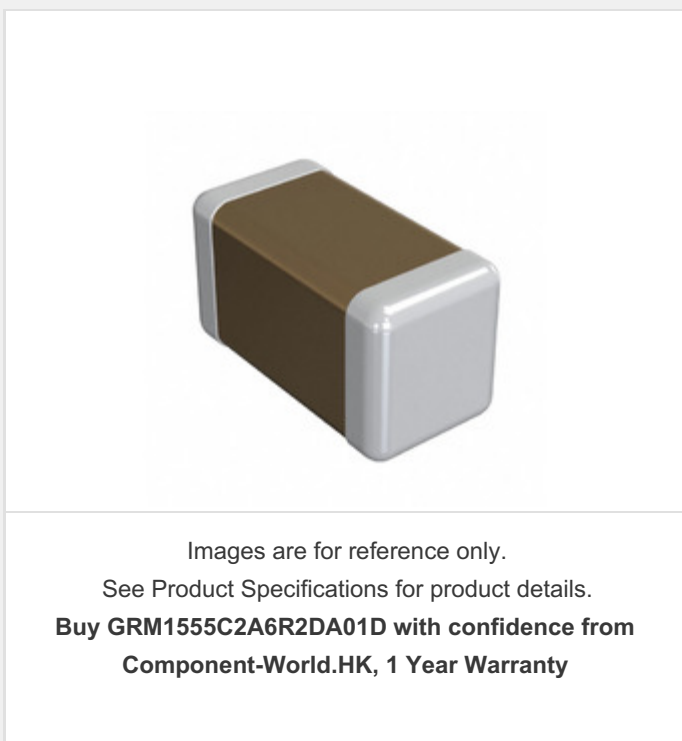 Images are for reference only.
See Product Specifications for product details.
Buy GRM1555C2A6R2DA01D with confidence from
Component-World.HK, 1 Year Warranty